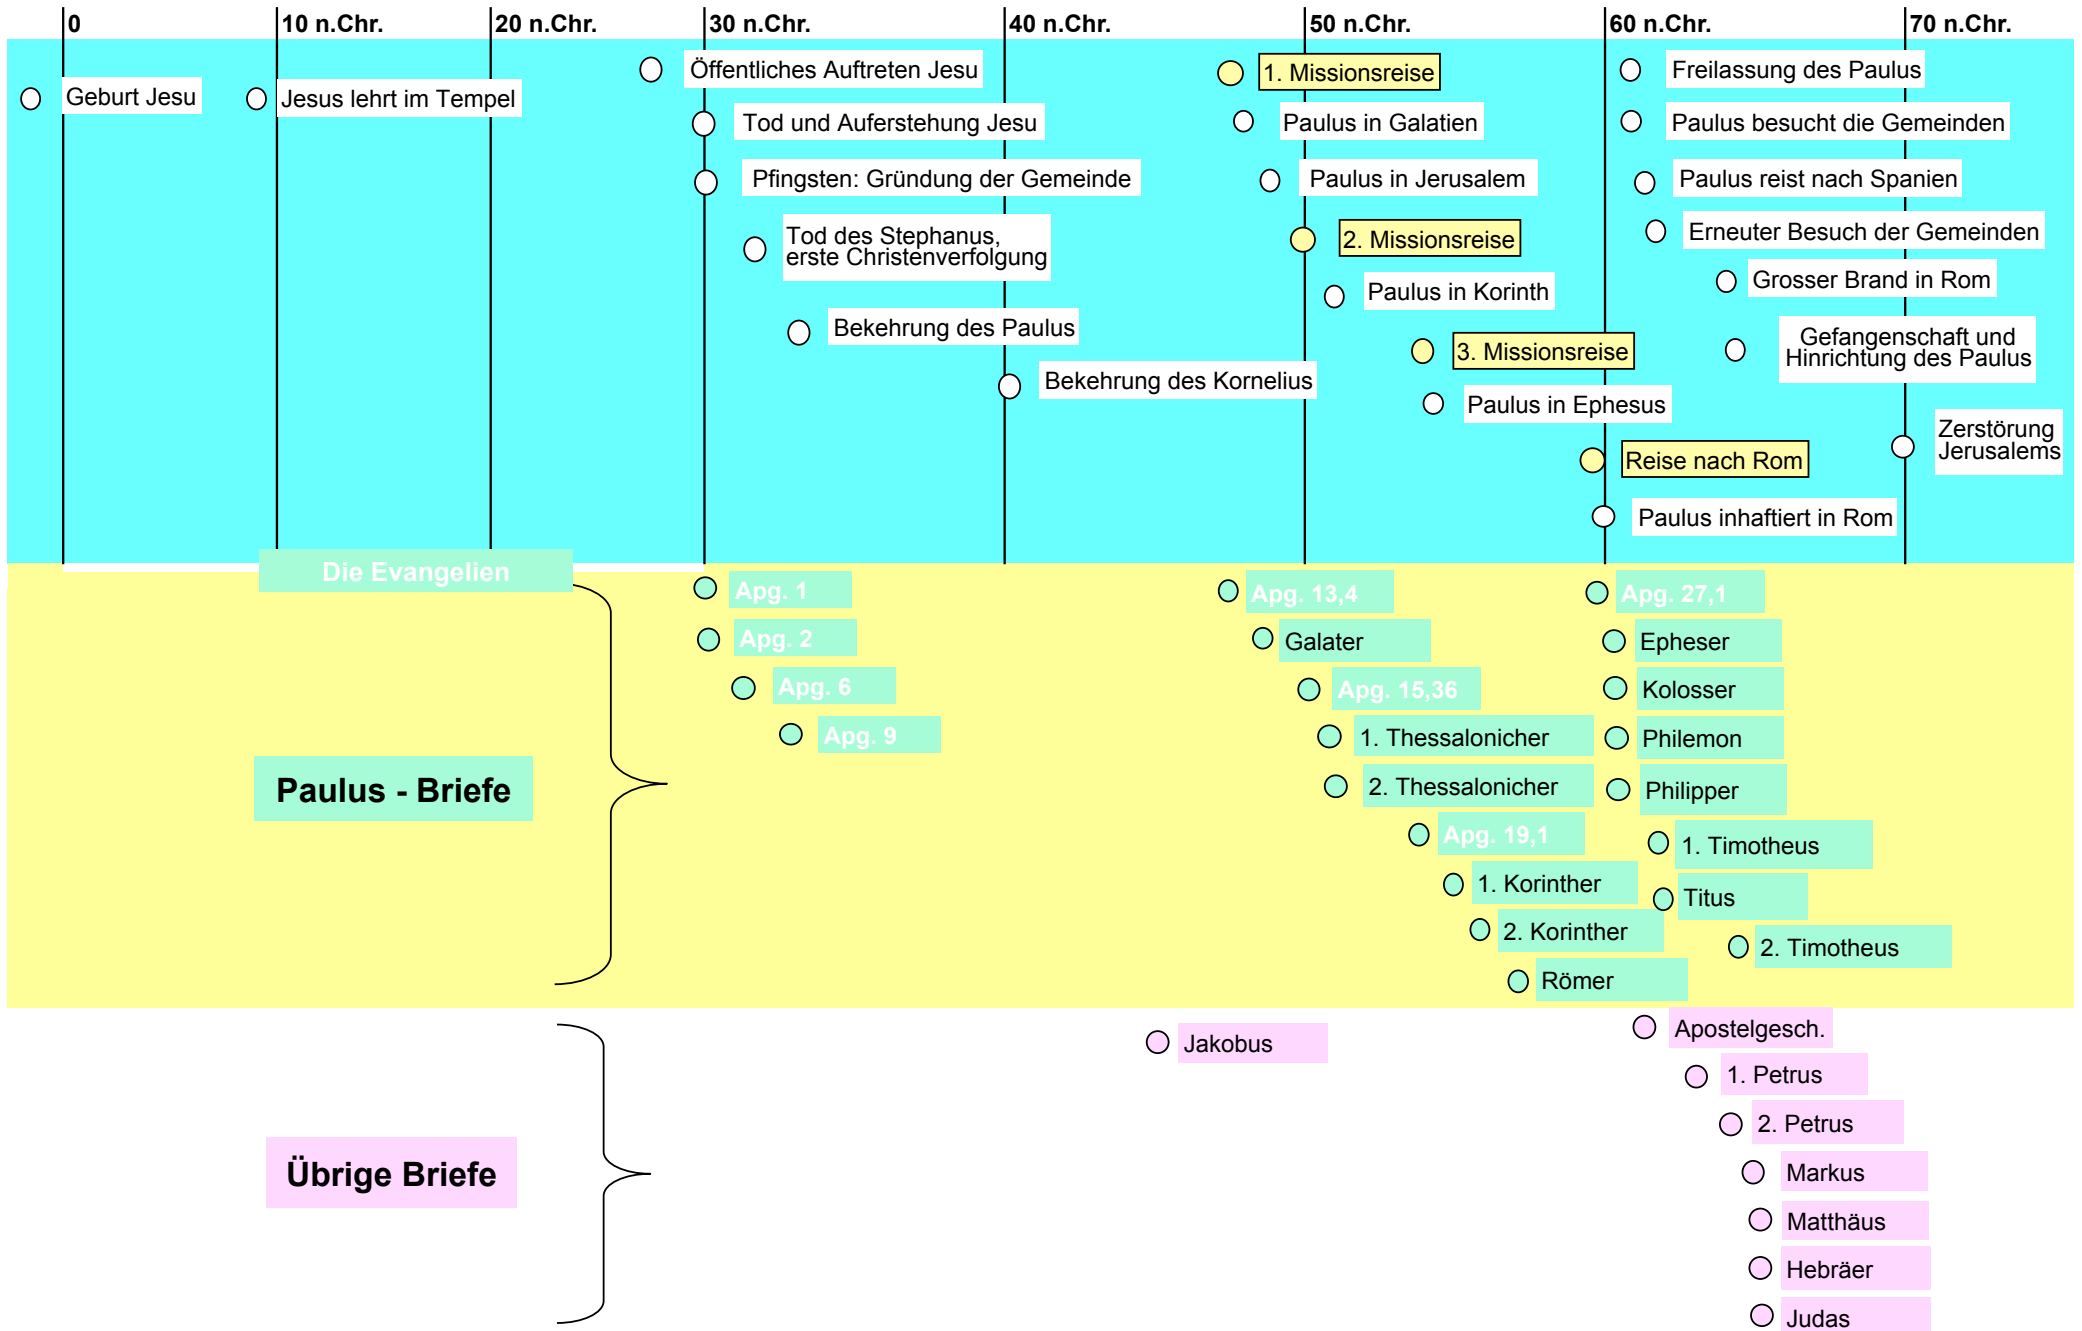 0
10 n.Chr.
20 n.Chr.
30 n.Chr.
40 n.Chr.
50 n.Chr.
60 n.Chr.
70 n.Chr.
Geburt Jesu
Jesus lehrt im Tempel
Öffentliches Auftreten Jesu
Tod und Auferstehung Jesu
Pfingsten: Gründung der Gemeinde
Tod des Stephanus,
erste Christenverfolgung
Bekehrung des Paulus
Bekehrung des Kornelius
1. Missionsreise
Paulus in Galatien
Paulus in Jerusalem
2. Missionsreise
Paulus in Korinth
3. Missionsreise
Paulus in Ephesus
Reise nach Rom
Paulus inhaftiert in Rom
Freilassung des Paulus
Paulus besucht die Gemeinden
Paulus reist nach Spanien
Erneuter Besuch der Gemeinden
Grosser Brand in Rom
Gefangenschaft und
Hinrichtung des Paulus
Zerstörung
Jerusalems
Die Evangelien
Paulus - Briefe
Apg. 1
Apg. 2
Apg. 6
Apg. 9
Apg. 13,4
Galater
Apg. 15,36
1. Thessalonicher
2. Thessalonicher
Apg. 19,1
1. Korinther
2. Korinther
Römer
Apg. 27,1
Epheser
Kolosser
Philemon
Philipper
1. Timotheus
Titus
2. Timotheus
Übrige Briefe
Jakobus
Apostelgesch.
1. Petrus
2. Petrus
Markus
Matthäus
Hebräer
Judas